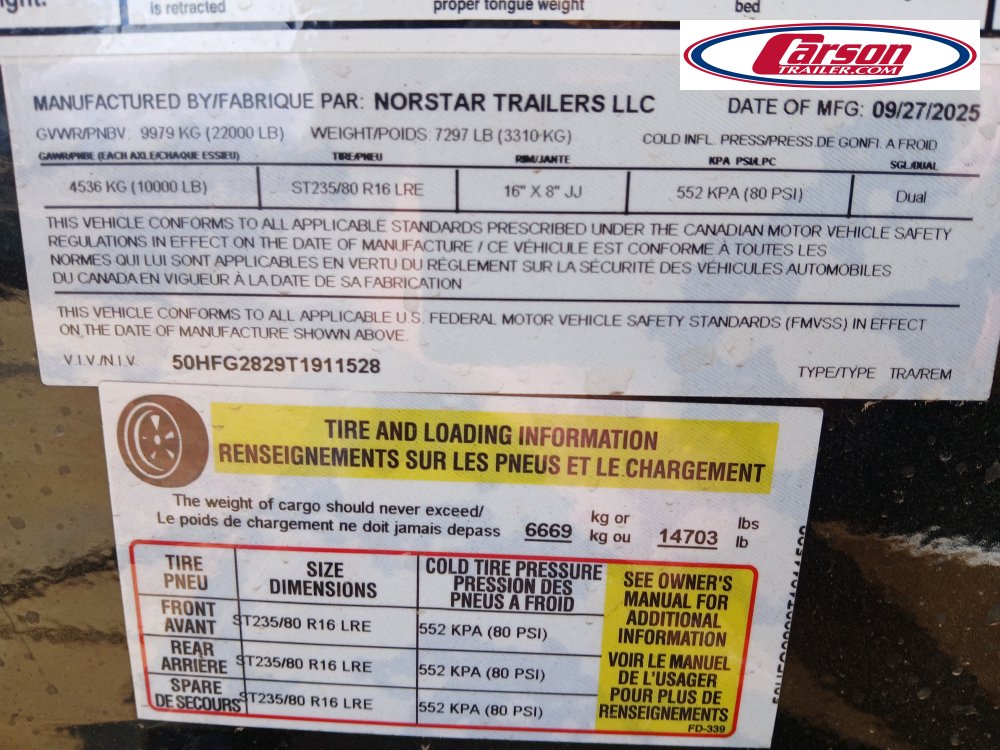 is retracted
proper tongue weight
bed
Carson
TRAILER.COM
MANUFACTURED BY/FABRIQUE PAR: NORSTAR TRAILERS LLC DATE OF MFG: 09/27/2025
GVWR/PNBV: 9979 KG (22000 LB) WEIGHT/POIDS: 7297 LB (3310 KG) COLD INFL. PRESS/PRESS DE GONFL A FROID
GAWR/PNBE (EACH AXLE/CHAQUE ESSIEU) TIRE/PNEU RIM/JANTE KPA PSI/LPC SGL/DUAL
4536 KG (10000 LB) ST235/80 R16 LRE 16" X 8" JJ 552 KPA (80 PSI) Dual
THIS VEHICLE CONFORMS TO ALL APPLICABLE STANDARDS PRESCRIBED UNDER THE CANADIAN MOTOR VEHICLE SAFETY
REGULATIONS IN EFFECT ON THE DATE OF MANUFACTURE / CE VÉHICULE EST CONFORME À TOUTES LES
NORMES QUI LUI SONT APPLICABLES EN VERTU DU RÉGLEMENT SUR LA SÉCURITÉ DES VÉHICULES AUTOMOBILES
DU CANADA EN VIGUEUR À LA DATE DE SA FABRICATION
THIS VEHICLE CONFORMS TO ALL APPLICABLE U.S. FEDERAL MOTOR VEHICLE SAFETY STANDARDS (FMVSS) IN EFFECT
ON THE DATE OF MANUFACTURE SHOWN ABOVE.
V.I.V./N.I.V. 50HFG2829T1911528 TYPE/TYPE TRA/REM
TIRE AND LOADING INFORMATION
RENSEIGNEMENTS SUR LES PNEUS ET LE CHARGEMENT
The weight of cargo should never exceed/
Le poids de chargement ne doit jamais depass 6669 kg or
kg ou 14703 lbs
lb
TIRE
PNEU
SIZE
DIMENSIONS
COLD TIRE PRESSURE
PRESSION DES
PNEUS A FROID
FRONT
AVANT
ST235/80 R16 LRE 552 KPA (80 PSI)
REAR
ARRIÈRE
ST235/80 R16 LRE 552 KPA (80 PSI)
SPARE
DE SECOURS
ST235/80 R16 LRE 552 KPA (80 PSI)
SEE OWNER'S
MANUAL FOR
ADDITIONAL
INFORMATION
VOIR LE MANUEL
DE L'USAGER
POUR PLUS DE
RENSEIGNEMENTS
FD-339